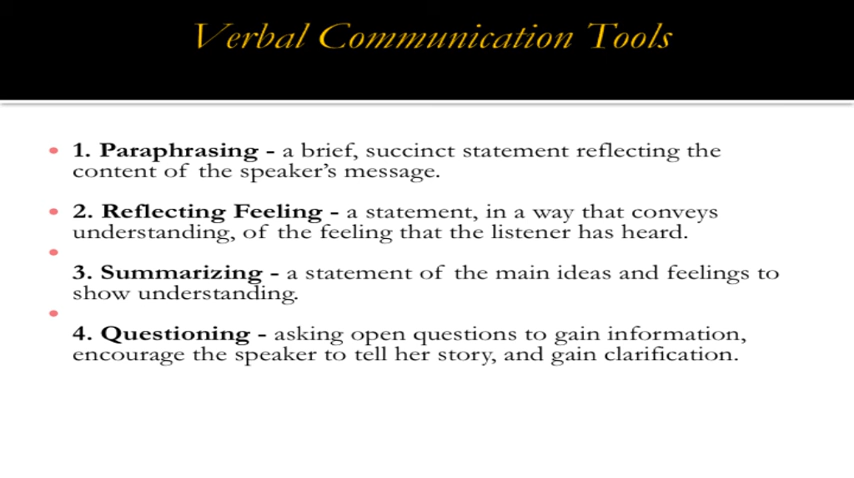 Verbal Communication Tools
1. Paraphrasing - a brief, succinct statement reflecting the
content of the speaker's message.
2. Reflecting Feeling - a statement, in a way that conveys
understanding, of the feeling that the listener has heard.
3. Summarizing - a statement of the main ideas and feelings to
show understanding.
4. Questioning - asking open questions to gain information,
encourage the speaker to tell her story, and gain clarification.